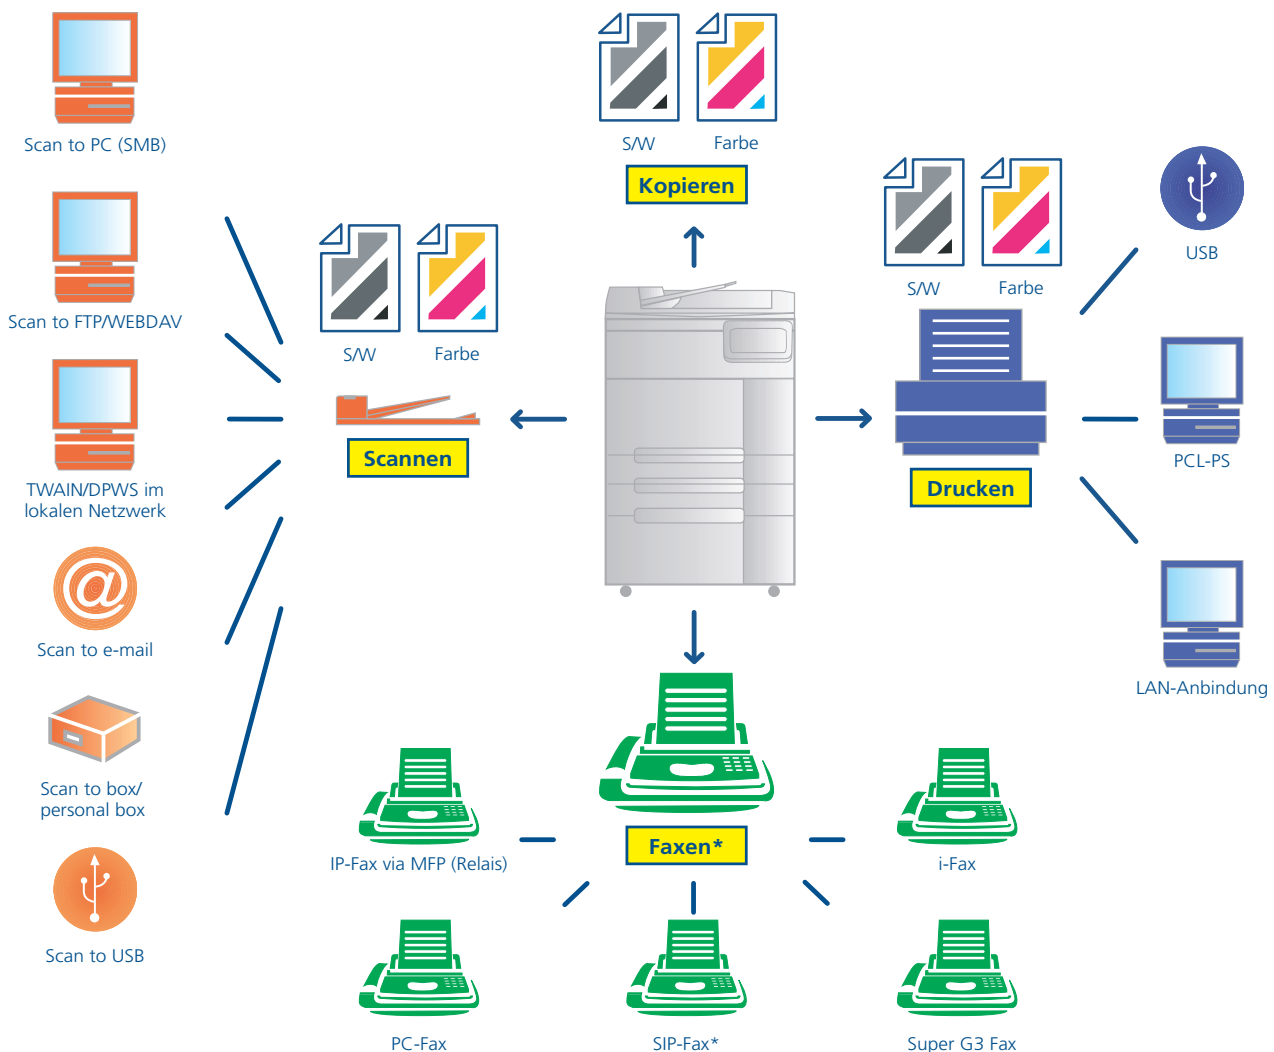 Scan to PC (SMB)
Scan to FTP/WEBDAV
TWAIN/DPWS im
lokalen Netzwerk
Scan to e-mail
Scan to box/
personal box
Scan to USB
S/W Farbe
Scannen
S/W Farbe
Kopieren
S/W Farbe
Drucken
USB
PCL-PS
LAN-Anbindung
Faxen*
IP-Fax via MFP (Relais)
i-Fax
PC-Fax
SIP-Fax*
Super G3 Fax